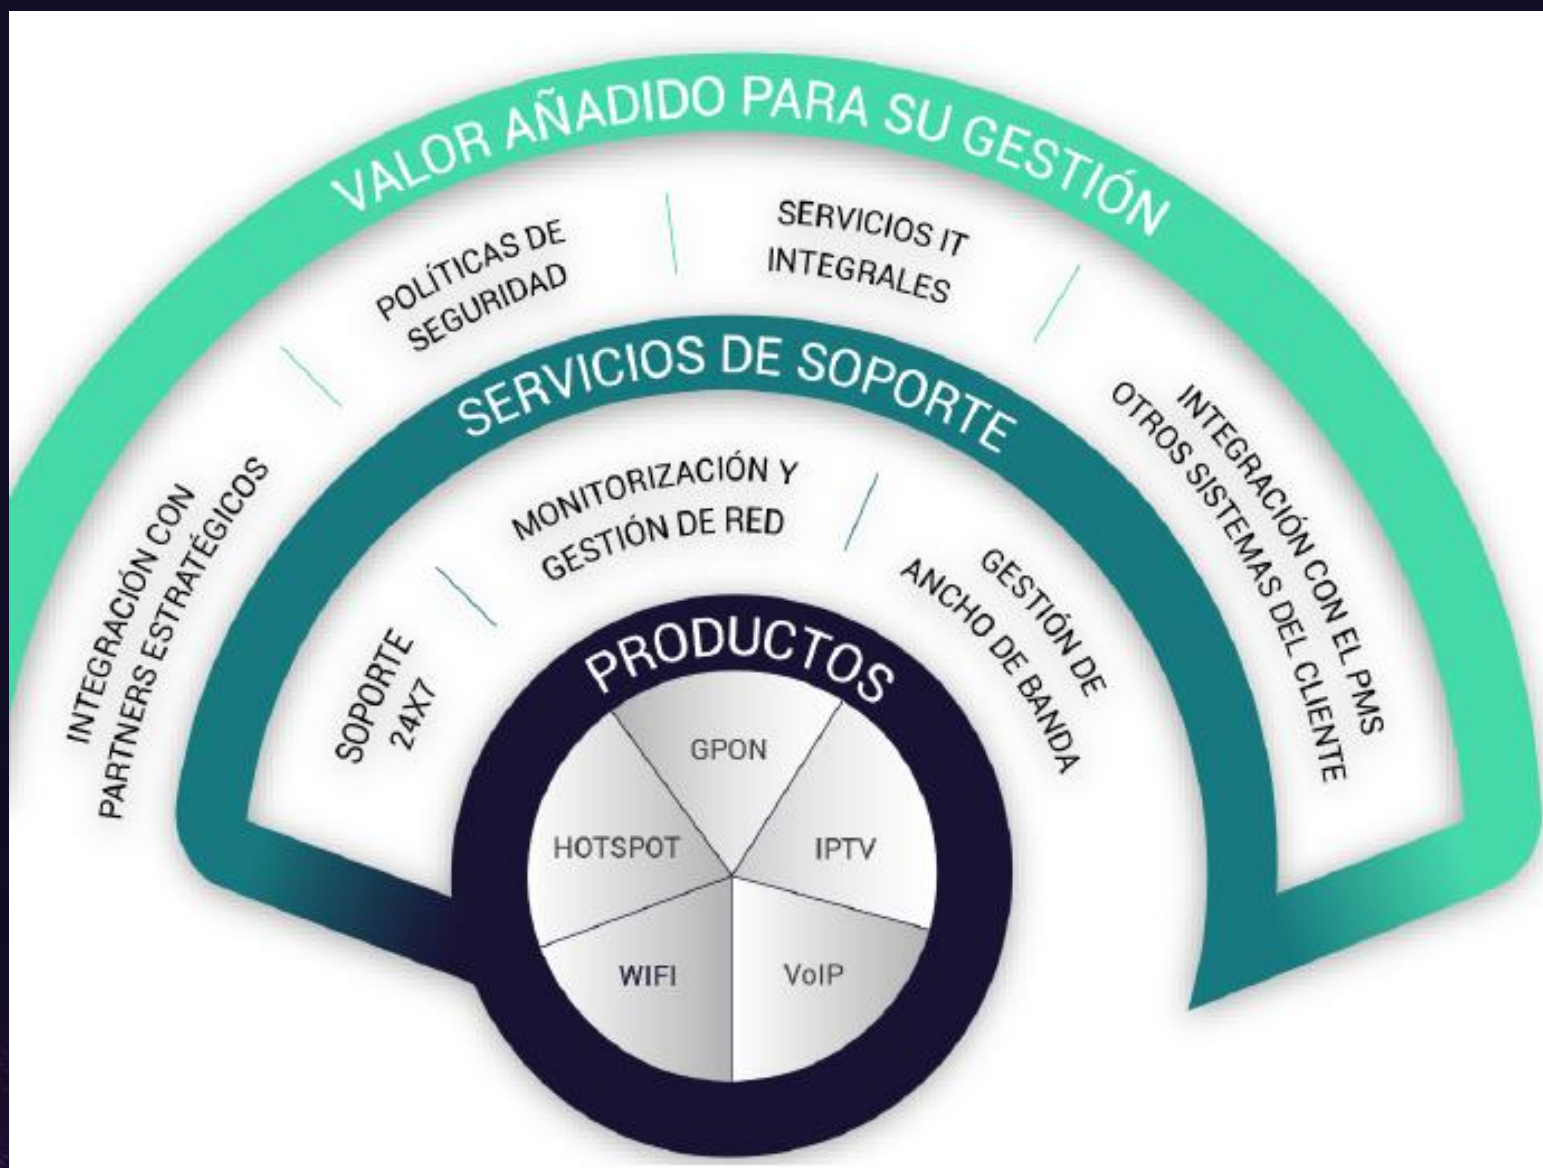 VALOR AÑADIDO PARA SU GESTIÓN
INTEGRACIÓN CON
PARTNERS ESTRATÉGICOS
POLÍTICAS DE
SEGURIDAD
SERVICIOS IT
INTEGRALES
INTEGRACIÓN CON EL PMS
OTROS SISTEMAS DEL CLIENTE
SERVICIOS DE SOPORTE
SOPORTE
24X7
MONITORIZACIÓN Y
GESTIÓN DE RED
GESTIÓN DE
ANCHO DE BANDA
PRODUCTOS
GPON
HOTSPOT
IPTV
WIFI
VoIP